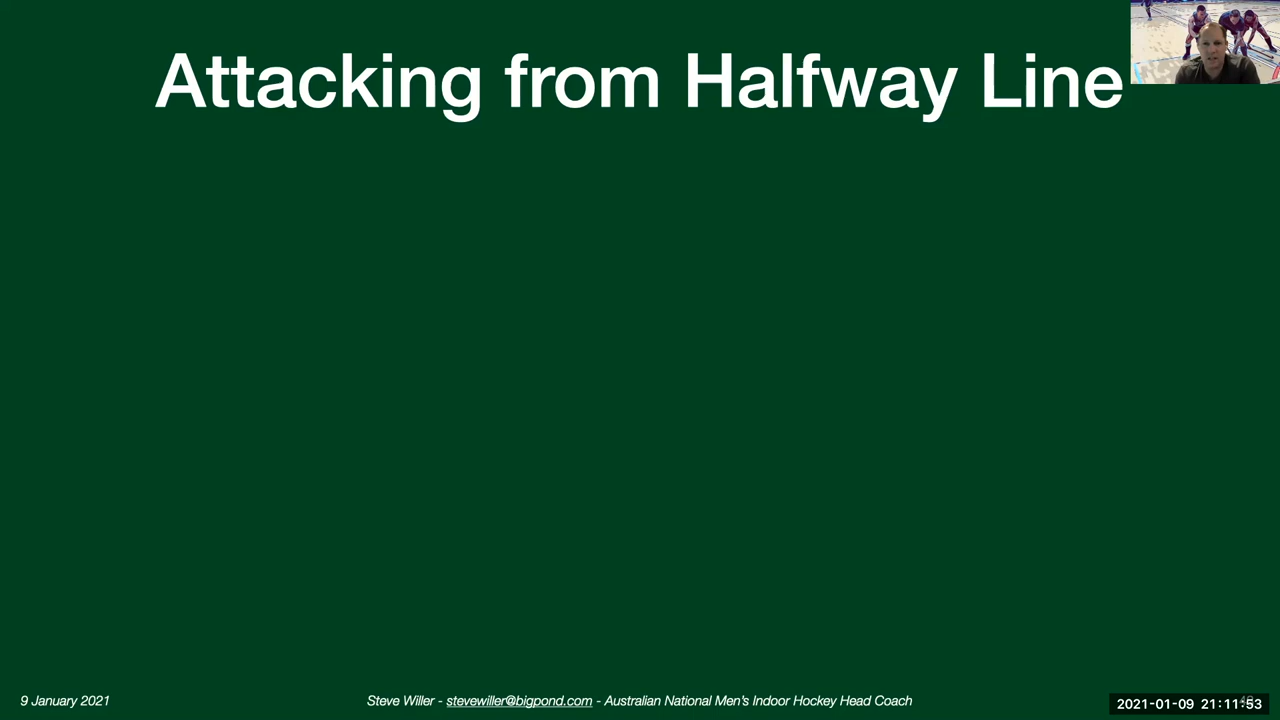 Attacking from Halfway Line
9 January 2021
Steve Willer - stevewiller@bigpond.com - Australian National Men's Indoor Hockey Head Coach
2021-01-09 21:11:53